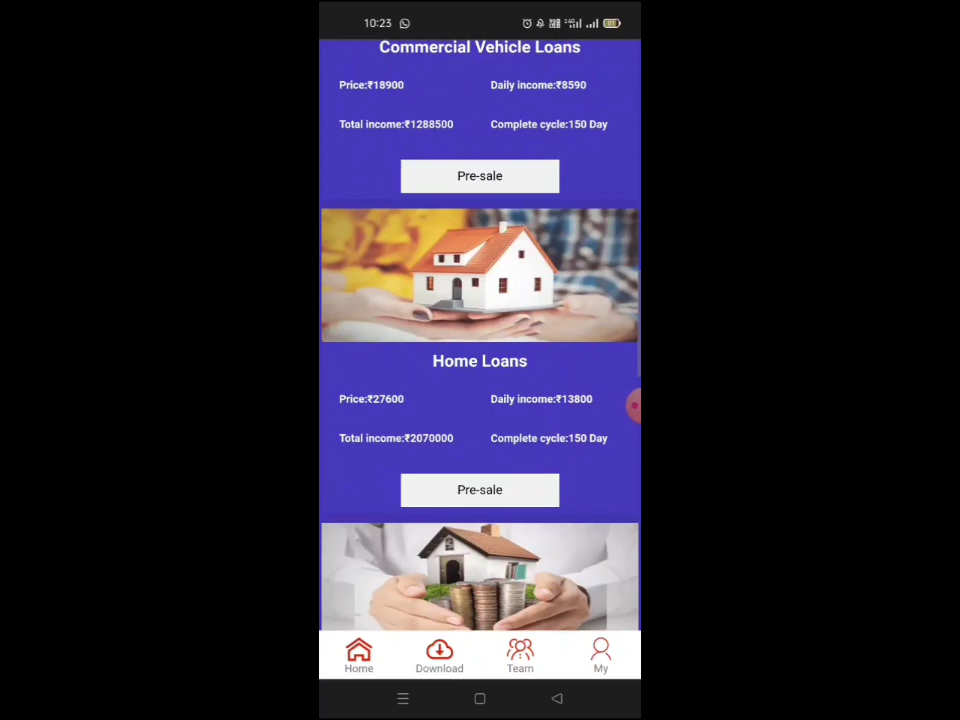 10:23
Commercial Vehicle Loans
Price:₹18900 Daily income:₹8590
Total income:₹1288500 Complete cycle:150 Day
Pre-sale
Home Loans
Price:₹27600 Daily income:₹13800
Total income:₹2070000 Complete cycle:150 Day
Pre-sale
Home Download Team My